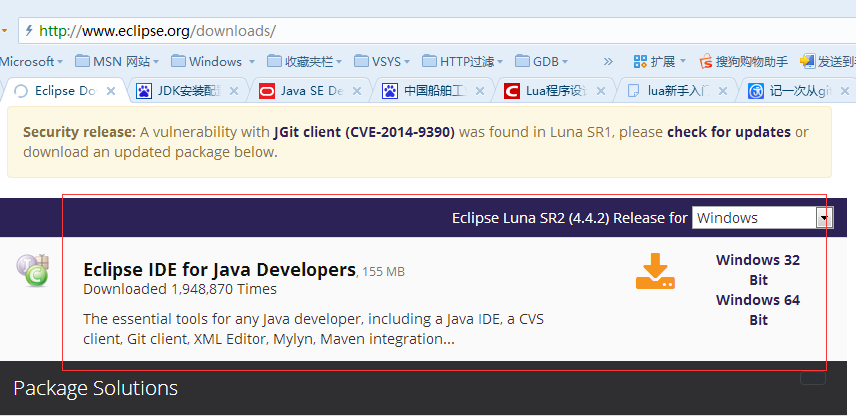 http://www.eclipse.org/downloads/
Microsoft MSN 网站 Windows 收藏夹栏 VSYS HTTP过滤 GDB » 扩展 搜狗购物助手 发送到手
Eclipse Do JDK安装配置 Java SE De 中国船舶工 Lua程序设计 lua新手入门 记一次从git
Security release: A vulnerability with JGit client (CVE-2014-9390) was found in Luna SR1, please check for updates or
download an updated package below.
Eclipse Luna SR2 (4.4.2) Release for Windows
Eclipse IDE for Java Developers, 155 MB
Downloaded 1,948,870 Times
The essential tools for any Java developer, including a Java IDE, a CVS
client, Git client, XML Editor, Mylyn, Maven integration...
Windows 32
Bit
Windows 64
Bit
Package Solutions